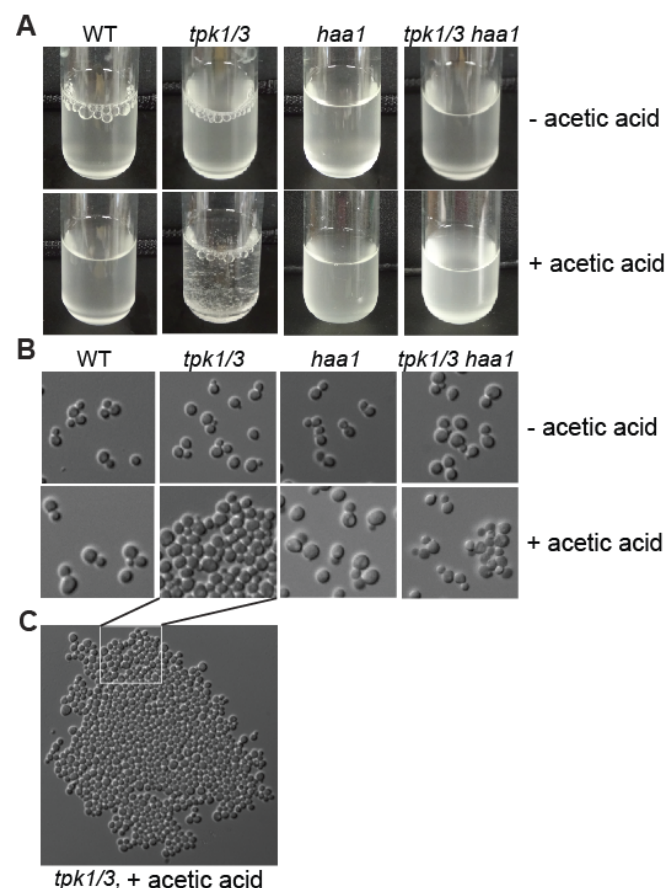 A
WT tpk1/3 haa1 tpk1/3 haa1
- acetic acid
+ acetic acid
B
WT tpk1/3 haa1 tpk1/3 haa1
- acetic acid
+ acetic acid
C
tpk1/3, + acetic acid